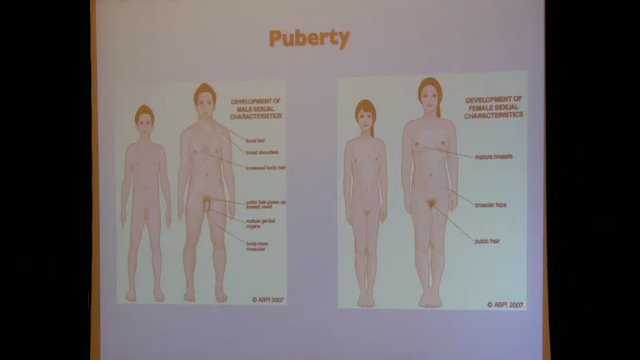 Puberty
DEVELOPMENT OF
MALE SEXUAL
CHARACTERISTICS
facial hair
broad shoulders
increased body hair
pubic hair grows up
toward navel
mature genital
organs
body more
muscular
© ABPI 2007
DEVELOPMENT OF
FEMALE SEXUAL
CHARACTERISTICS
mature breasts
broader hips
pubic hair
© ABPI 2007